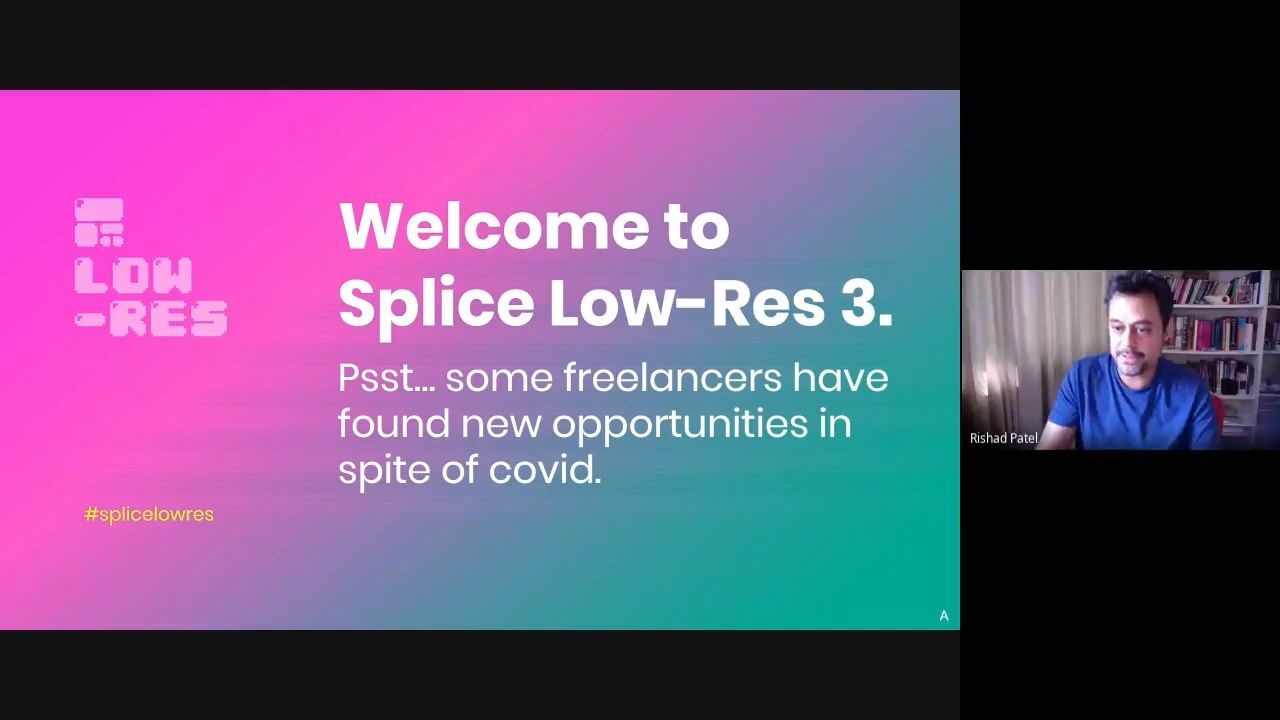 LOW
-RES
Welcome to
Splice Low-Res 3.
Psst... some freelancers have
found new opportunities in
spite of covid.
#splicelowres
A
Rishad Patel